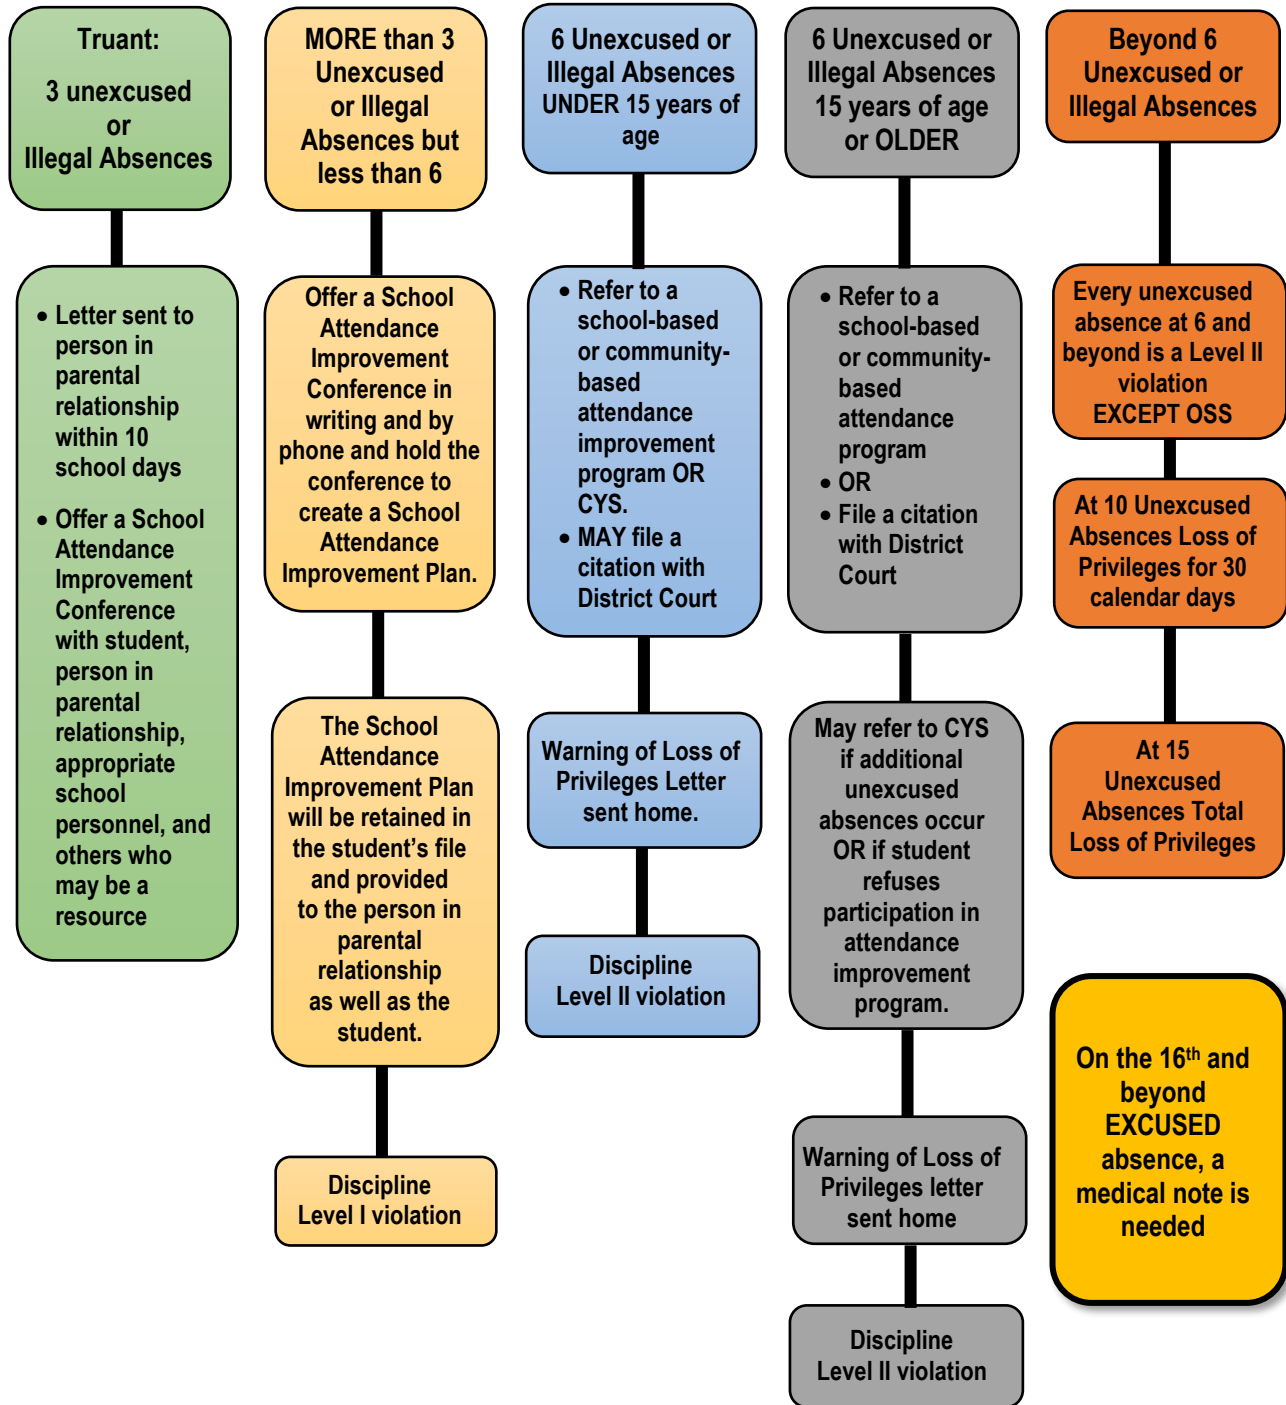 Truant:
3 unexcused
or
Illegal Absences
• Letter sent to
person in
parental
relationship
within 10
school days
• Offer a School
Attendance
Improvement
Conference
with student,
person in
parental
relationship,
appropriate
school
personnel, and
others who
may be a
resource
MORE than 3
Unexcused
or Illegal
Absences but
less than 6
Offer a School
Attendance
Improvement
Conference in
writing and by
phone and hold the
conference to
create a School
Attendance
Improvement Plan.
The School
Attendance
Improvement Plan
will be retained in
the student’s file
and provided
to the person in
parental
relationship
as well as the
student.
Discipline
Level I violation
6 Unexcused or
Illegal Absences
UNDER 15 years of
age
• Refer to a
school-based
or community-
based
attendance
improvement
program OR
CYS.
• MAY file a
citation with
District Court
Warning of Loss of
Privileges Letter
sent home.
Discipline
Level II violation
6 Unexcused or
Illegal Absences
15 years of age
or OLDER
• Refer to a
school-based
or community-
based
attendance
program
• OR
• File a citation
with District
Court
May refer to CYS
if additional
unexcused
absences occur
OR if student
refuses
participation in
attendance
improvement
program.
Warning of Loss of
Privileges letter
sent home
Discipline
Level II violation
Beyond 6
Unexcused or
Illegal Absences
Every unexcused
absence at 6 and
beyond is a Level II
violation
EXCEPT OSS
At 10 Unexcused
Absences Loss of
Privileges for 30
calendar days
At 15
Unexcused
Absences Total
Loss of Privileges
On the 16th and
beyond
EXCUSED
absence, a
medical note is
needed